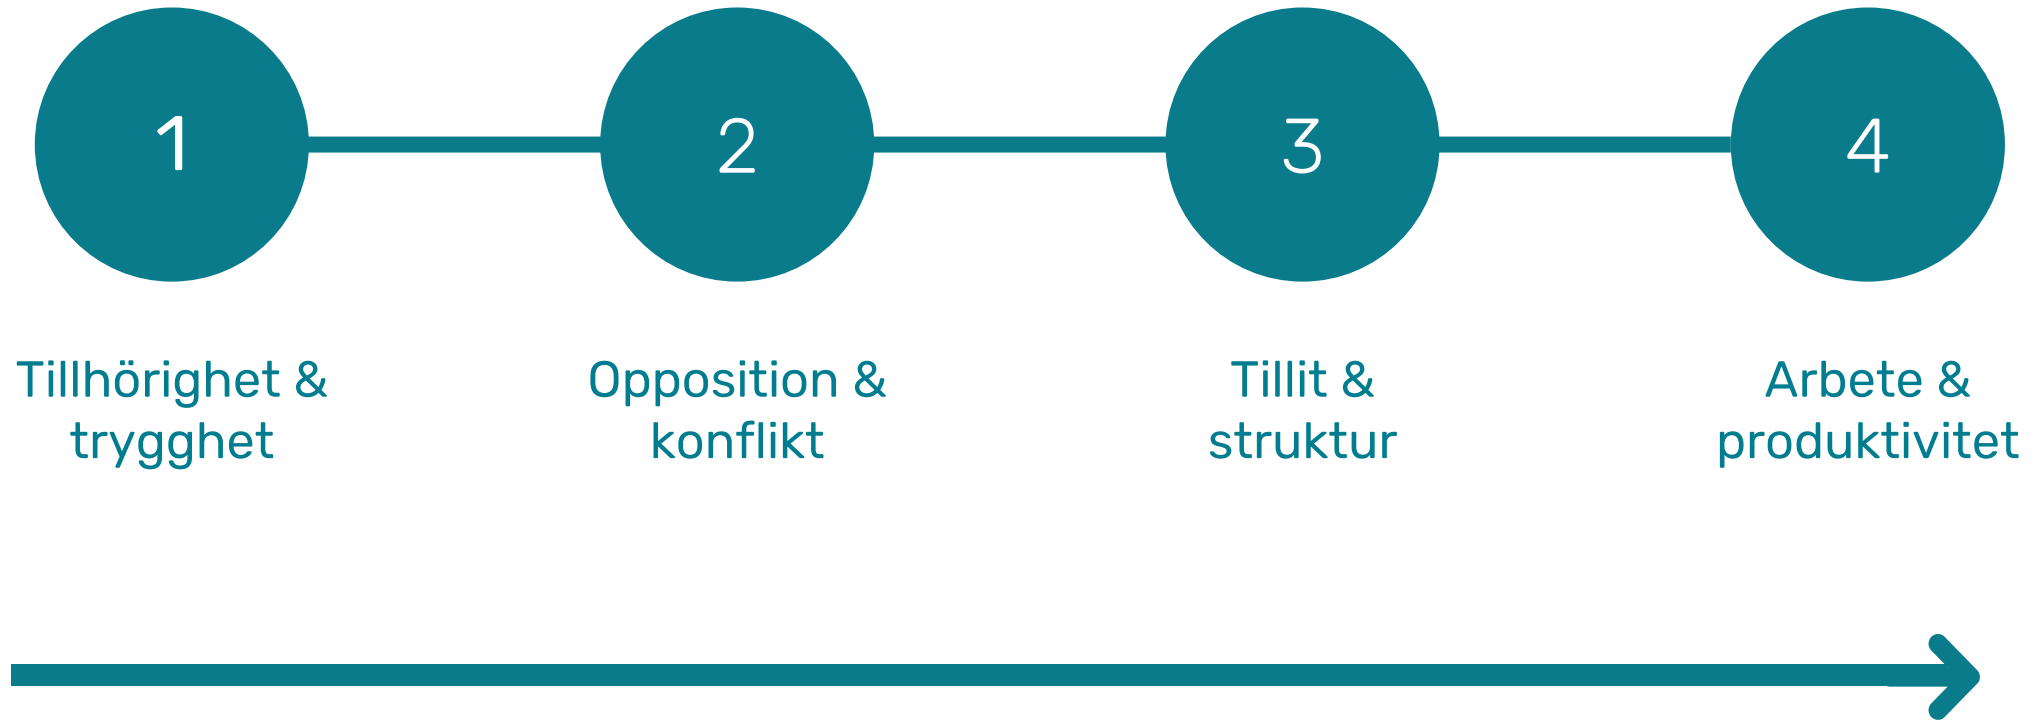 1
2
3
4
Tillhörighet &
trygghet
Opposition &
konflikt
Tillit &
struktur
Arbete &
produktivitet